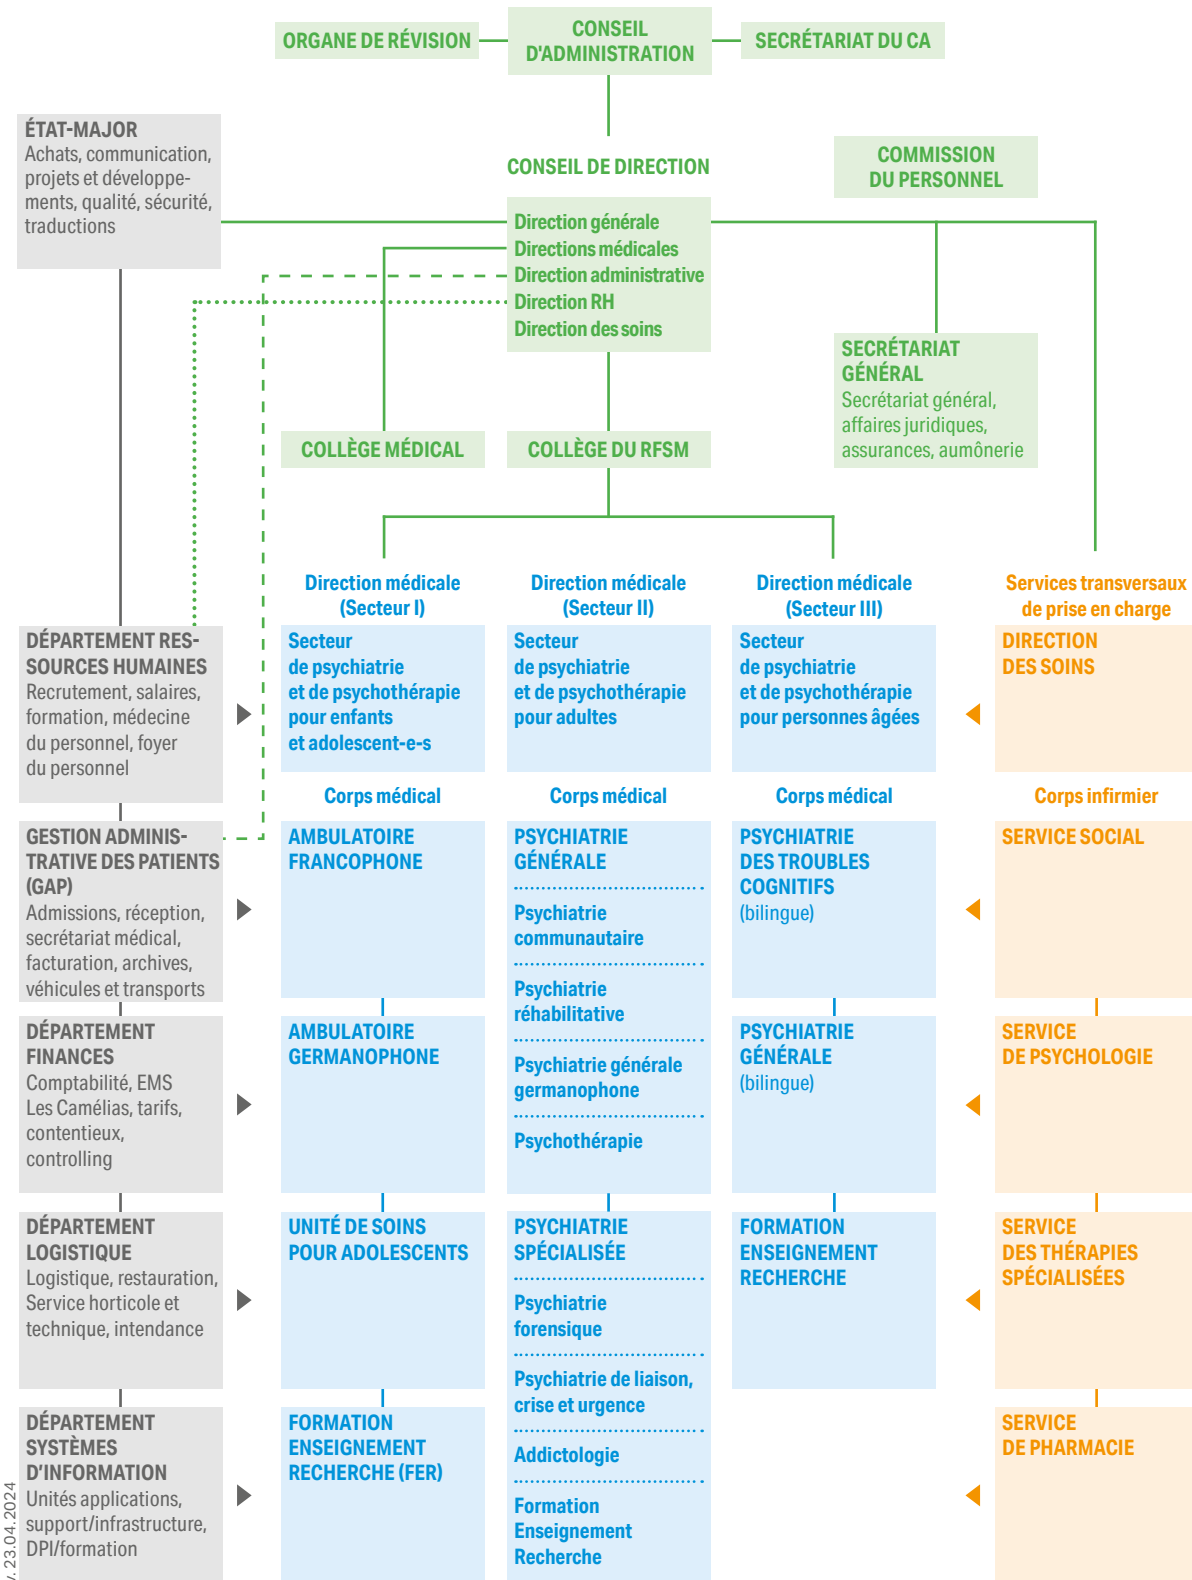 ORGANE DE RÉVISION
CONSEIL
D'ADMINISTRATION
SECRÉTARIAT DU CA
ÉTAT-MAJOR
Achats, communication,
projets et développe-
ments, qualité, sécurité,
traductions
CONSEIL DE DIRECTION
COMMISSION
DU PERSONNEL
Direction générale
Directions médicales
Direction administrative
Direction RH
Direction des soins
SECRÉTARIAT
GÉNÉRAL
Secrétariat général,
affaires juridiques,
assurances, aumônerie
COLLÈGE MÉDICAL
COLLÈGE DU RFSM
Direction médicale
(Secteur I)
Direction médicale
(Secteur II)
Direction médicale
(Secteur III)
Services transversaux
de prise en charge
DÉPARTEMENT RES-
SOURCES HUMAINES
Recrutement, salaires,
formation, médecine
du personnel, foyer
du personnel
Secteur
de psychiatrie
et de psychothérapie
pour enfants
et adolescent-e-s
Secteur
de psychiatrie
et de psychothérapie
pour adultes
Secteur
de psychiatrie
et de psychothérapie
pour personnes âgées
DIRECTION
DES SOINS
Corps médical
Corps médical
Corps médical
Corps infirmier
GESTION ADMINIS-
TRATIVE DES PATIENTS
(GAP)
Admissions, réception,
secrétariat médical,
facturation, archives,
véhicules et transports
AMBULATOIRE
FRANCOPHONE
PSYCHIATRIE
GÉNÉRALE
Psychiatrie
communautaire
Psychiatrie
réhabilitative
Psychiatrie générale
germanophone
Psychothérapie
PSYCHIATRIE
DES TROUBLES
COGNITIFS
(bilingue)
SERVICE SOCIAL
DÉPARTEMENT
FINANCES
Comptabilité, EMS
Les Camélias, tarifs,
contentieux,
controlling
AMBULATOIRE
GERMANOPHONE
PSYCHIATRIE
GÉNÉRALE
(bilingue)
SERVICE
DE PSYCHOLOGIE
DÉPARTEMENT
LOGISTIQUE
Logistique, restauration,
Service horticole et
technique, intendance
UNITÉ DE SOINS
POUR ADOLESCENTS
PSYCHIATRIE
SPÉCIALISÉE
Psychiatrie
forensique
Psychiatrie de liaison,
crise et urgence
Addictologie
Formation
Enseignement
Recherche
FORMATION
ENSEIGNEMENT
RECHERCHE
SERVICE
DES THÉRAPIES
SPÉCIALISÉES
DÉPARTEMENT
SYSTÈMES
D'INFORMATION
Unités applications,
support/infrastructure,
DPI/formation
FORMATION
ENSEIGNEMENT
RECHERCHE (FER)
SERVICE
DE PHARMACIE
23.04.2024